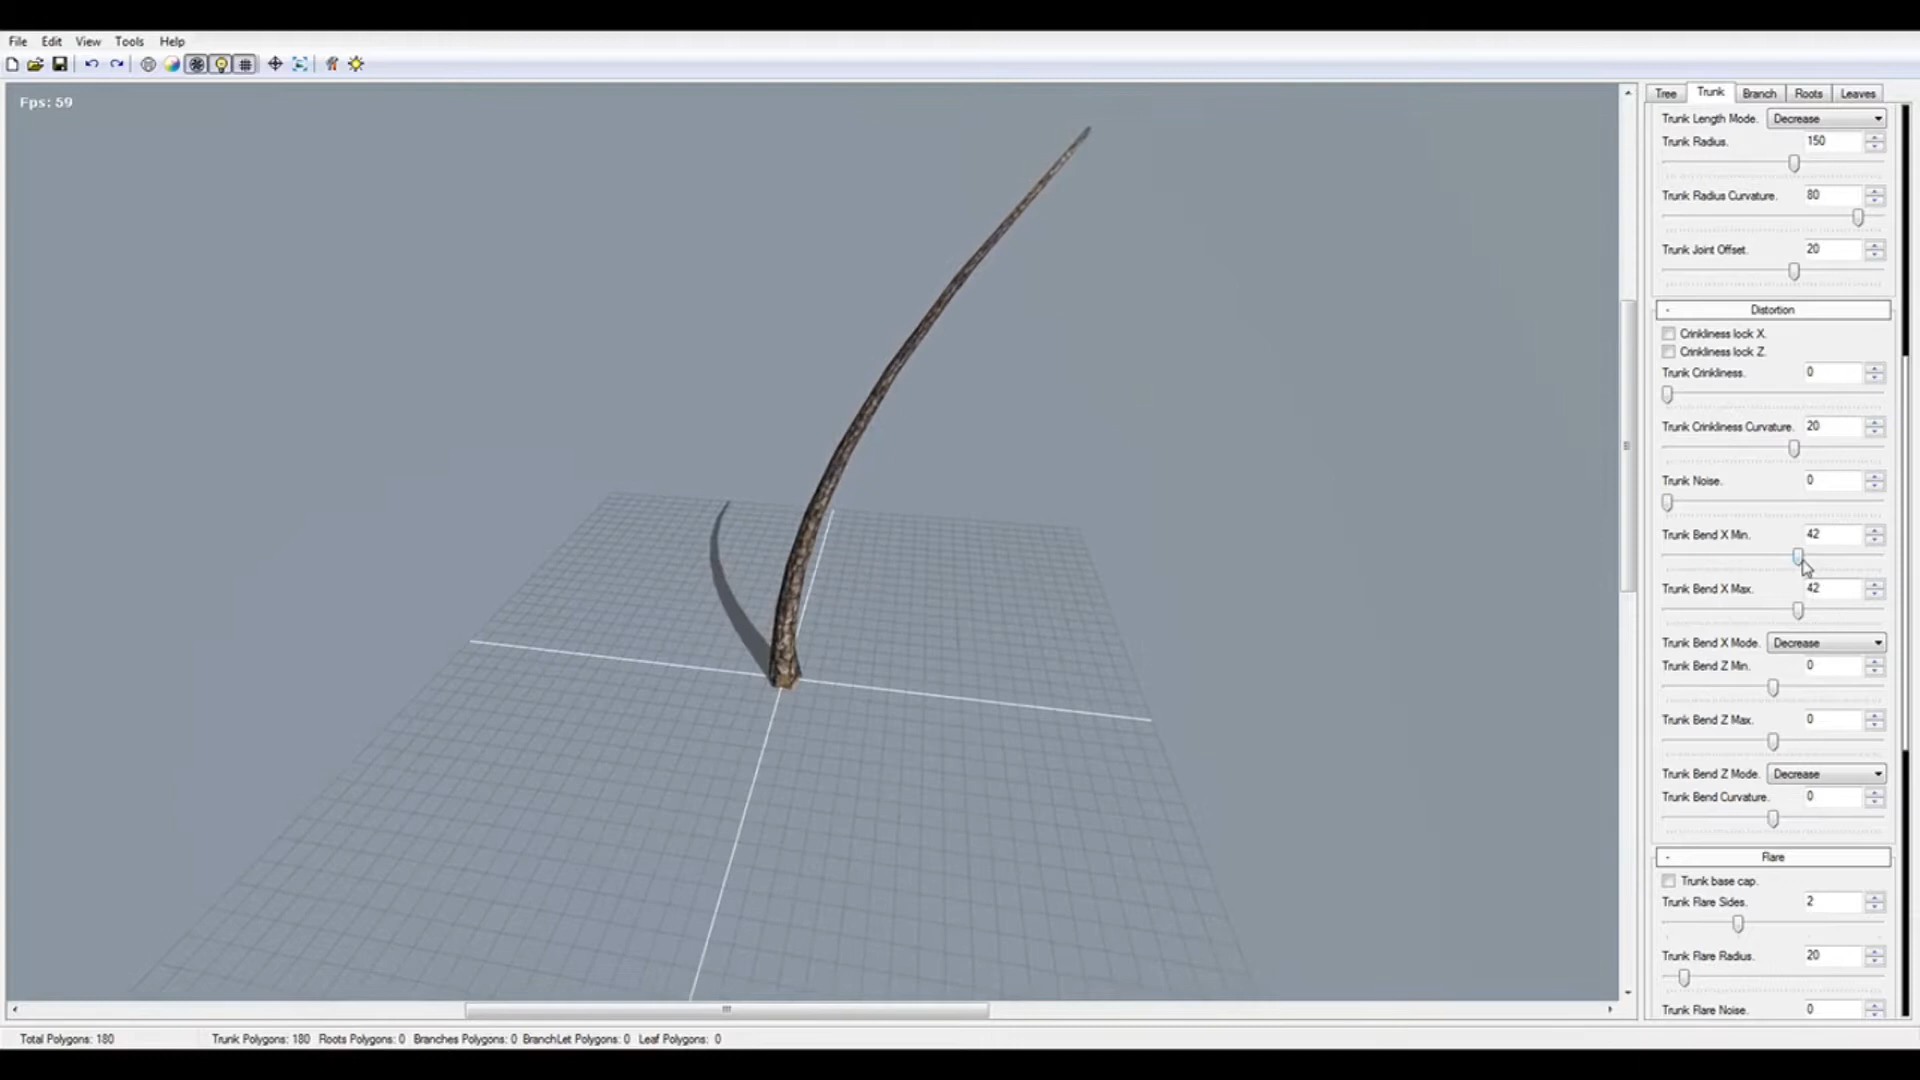 File Edit View Tools Help
Fps: 59
Tree Trunk Branch Roots Leaves
Trunk Length Mode. Decrease
Trunk Radius. 150
Trunk Radius Curvature. 80
Trunk Joint Offset. 20
- Distortion
Crinkliness lock X.
Crinkliness lock Z.
Trunk Crinkliness. 0
Trunk Crinkliness Curvature. 20
Trunk Noise. 0
Trunk Bend X Min. 42
Trunk Bend X Max. 42
Trunk Bend X Mode. Decrease
Trunk Bend Z Min. 0
Trunk Bend Z Max. 0
Trunk Bend Z Mode. Decrease
Trunk Bend Curvature. 0
- Flare
Trunk base cap.
Trunk Flare Sides. 2
Trunk Flare Radius. 20
Trunk Flare Noise. 0
Total Polygons: 180 Trunk Polygons: 180 Roots Polygons: 0 Branches Polygons: 0 BranchLet Polygons: 0 Leaf Polygons: 0